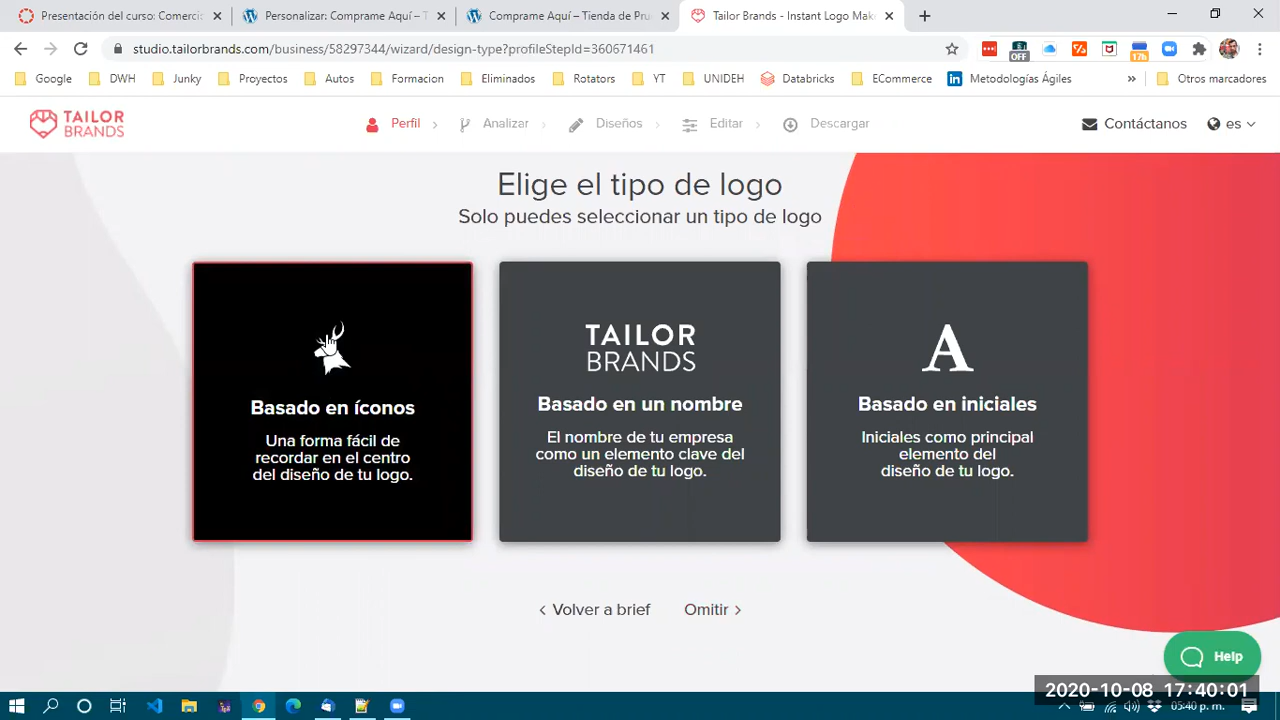 Presentación del curso: Comercio
Personalizar: Comprame Aquí – T
Comprame Aquí – Tienda de Pru
Tailor Brands - Instant Logo Mak
studio.tailorbrands.com/business/58297344/wizard/design-type?profileStepId=360671461
OFF
17h
Google
DWH
Junky
Proyectos
Autos
Formacion
Eliminados
Rotators
YT
UNIDEH
Databricks
ECommerce
Metodologías Ágiles
»
Otros marcadores
TAILOR
BRANDS
Perfil
Analizar
Diseños
Editar
Descargar
Contáctanos
es
Elige el tipo de logo
Solo puedes seleccionar un tipo de logo
Basado en íconos
Una forma fácil de
recordar en el centro
del diseño de tu logo.
TAILOR
BRANDS
Basado en un nombre
El nombre de tu empresa
como un elemento clave del
diseño de tu logo.
A
Basado en iniciales
Iniciales como principal
elemento del
diseño de tu logo.
Volver a brief
Omitir
Help
2020-10-08 17:40:01
05:40 p. m.